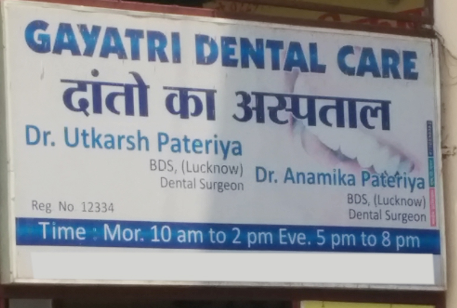 GAYATRI DENTAL CARE
दांतो का अस्पताल
Dr. Utkarsh Pateriya
BDS, (Lucknow)
Dental Surgeon
Dr. Anamika Pateriya
BDS, (Lucknow)
Dental Surgeon
Reg. No 12334
Time : Mor. 10 am to 2 pm Eve. 5 pm to 8 pm